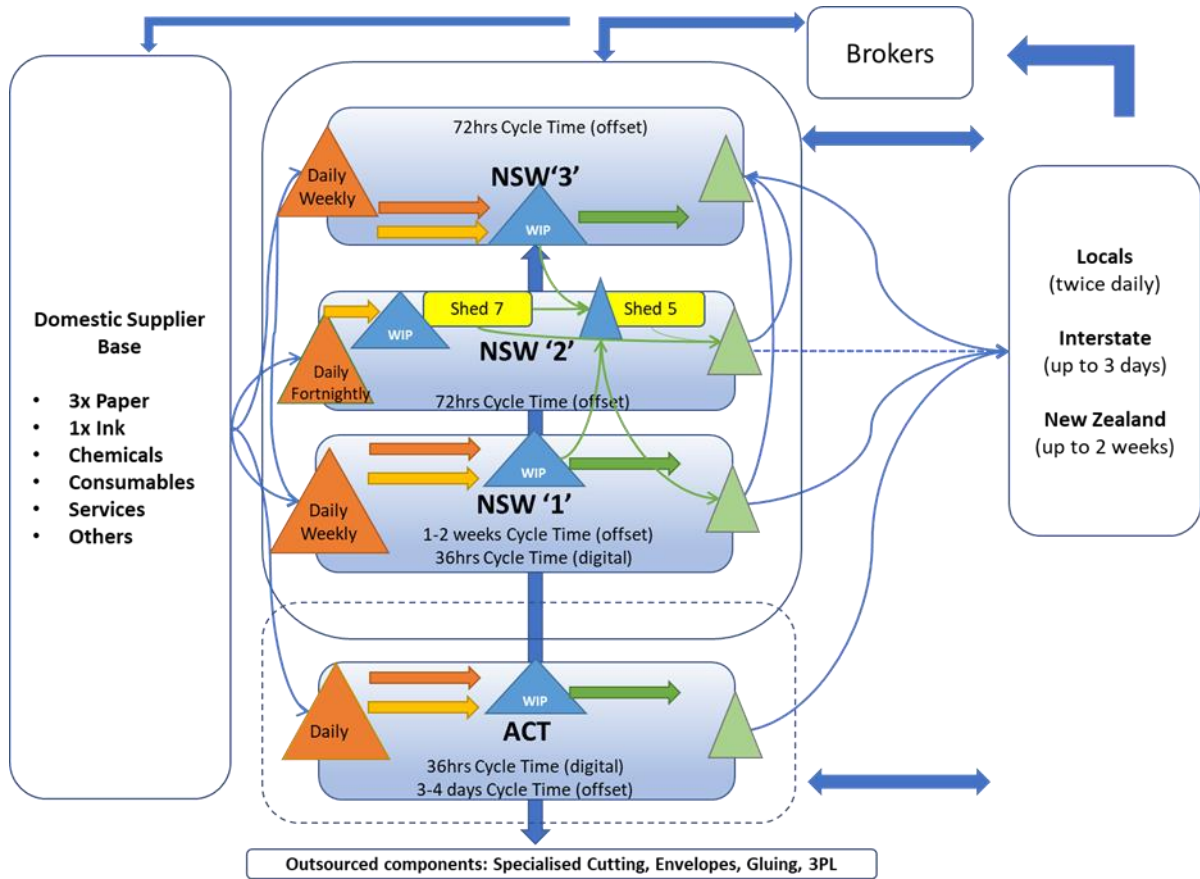 Brokers
Domestic Supplier
Base
• 3x Paper
• 1x Ink
• Chemicals
• Consumables
• Services
• Others
72hrs Cycle Time (offset)
NSW‘3’
Daily
Weekly
WIP
Shed 7
Shed 5
WIP
NSW ‘2’
Daily
Fortnightly
72hrs Cycle Time (offset)
WIP
NSW ‘1’
Daily
Weekly
1-2 weeks Cycle Time (offset)
36hrs Cycle Time (digital)
WIP
ACT
Daily
36hrs Cycle Time (digital)
3-4 days Cycle Time (offset)
Locals
(twice daily)
Interstate
(up to 3 days)
New Zealand
(up to 2 weeks)
Outsourced components: Specialised Cutting, Envelopes, Gluing, 3PL